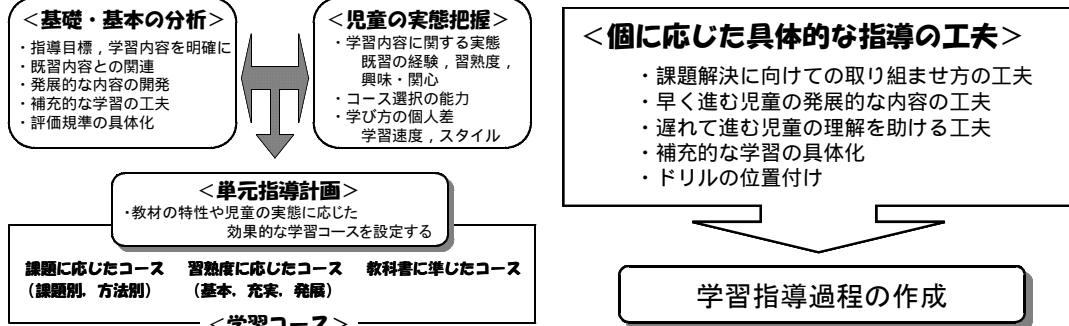 ＜基礎・基本の分析＞
・指導目標，学習内容を明確に
・既習内容との関連
・発展的な内容の開発
・補充的な学習の工夫
・評価規準の具体化
＜児童の実態把握＞
・学習内容に関する実態
既習の経験，習熟度，
興味・関心
・コース選択の能力
・学び方の個人差
学習速度，スタイル
＜単元指導計画＞
・教材の特性や児童の実態に応じた
効果的な学習コースを設定する
課題に応じたコース　習熟度に応じたコース　教科書に準じたコース
（課題別，方法別）　（基本，充実，発展）
＜学習コース＞
＜個に応じた具体的な指導の工夫＞
・課題解決に向けての取り組ませ方の工夫
・早く進む児童の発展的な内容の工夫
・遅れて進む児童の理解を助ける工夫
・補充的な学習の具体化
・ドリルの位置付け
学習指導過程の作成